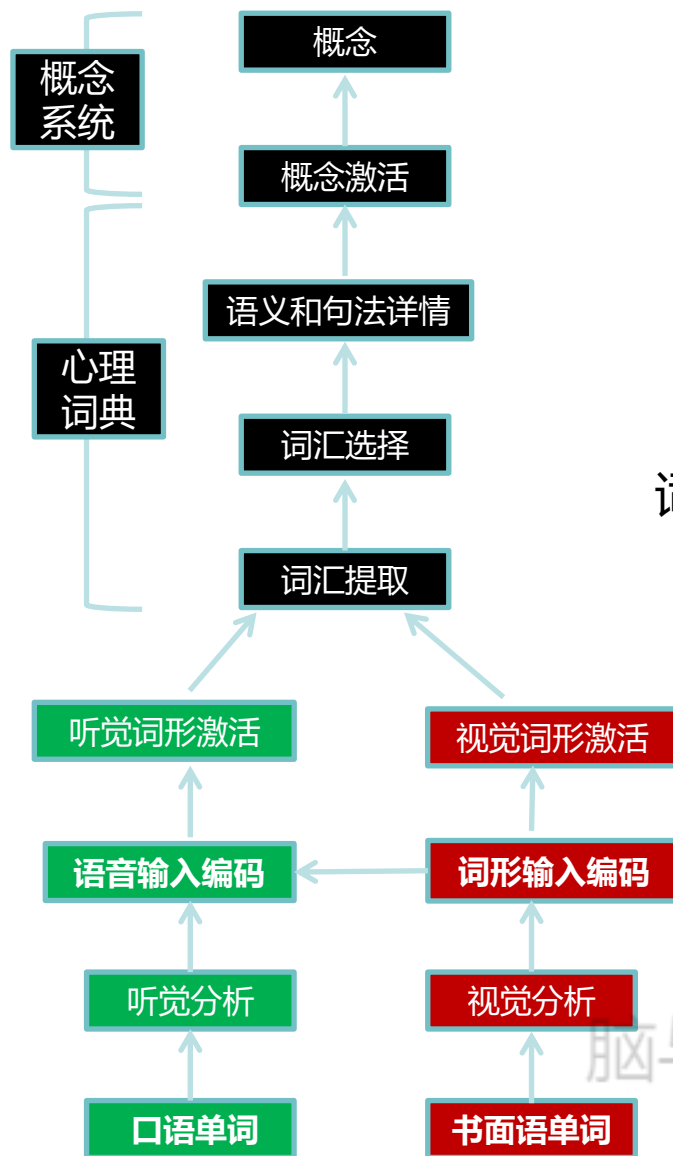 概念
概念
系统
概念激活
语义和句法详情
心理
词典
词汇选择
词汇提取
听觉词形激活
视觉词形激活
语音输入编码
词形输入编码
听觉分析
视觉分析
脑
口语单词
书面语单词